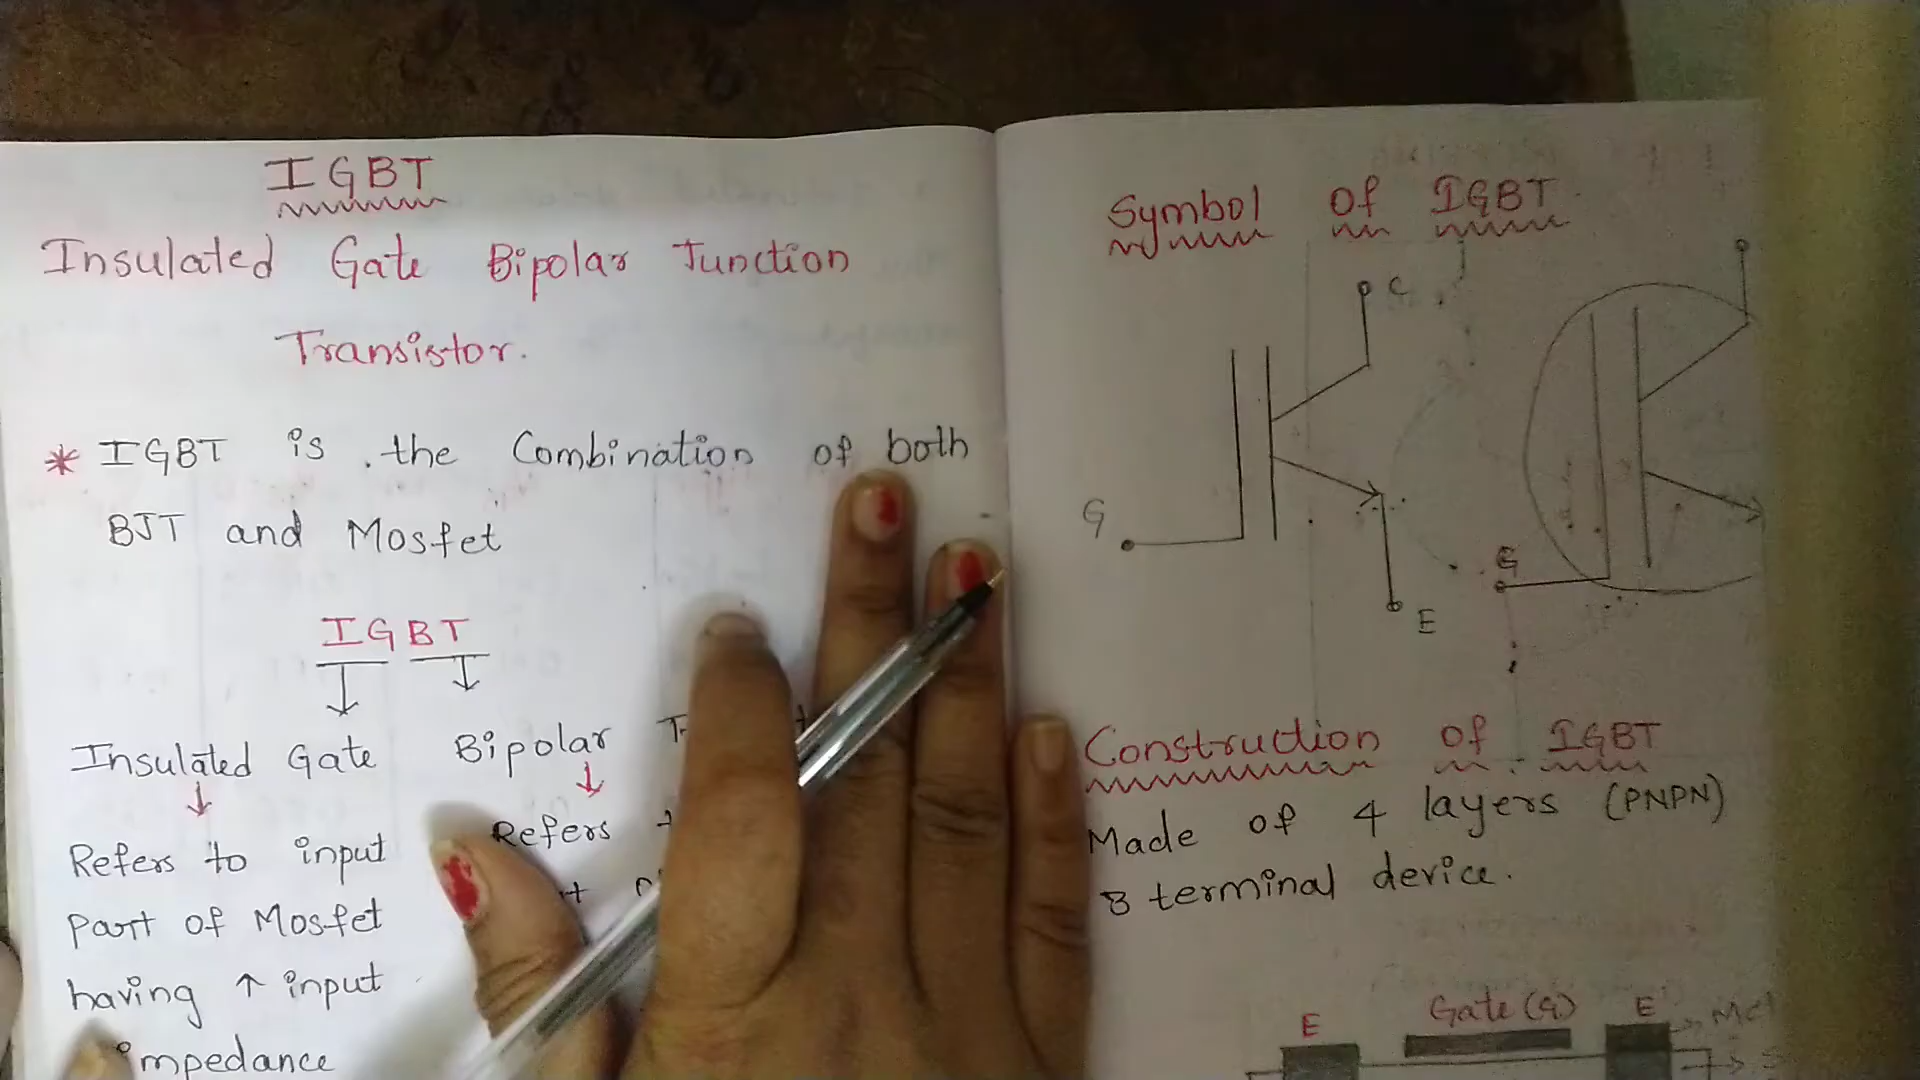 IGBT
Insulated Gate Bipolar Junction
Transistor.
* IGBT is the Combination of both
BJT and Mosfet
IGBT
Insulated Gate Bipolar
Refers to input Refers
part of Mosfet
having ↑ input
impedance
Symbol of IGBT
C
G
E
G
Construction of IGBT
Made of 4 layers (PNPN)
3 terminal device.
E Gate (G) E